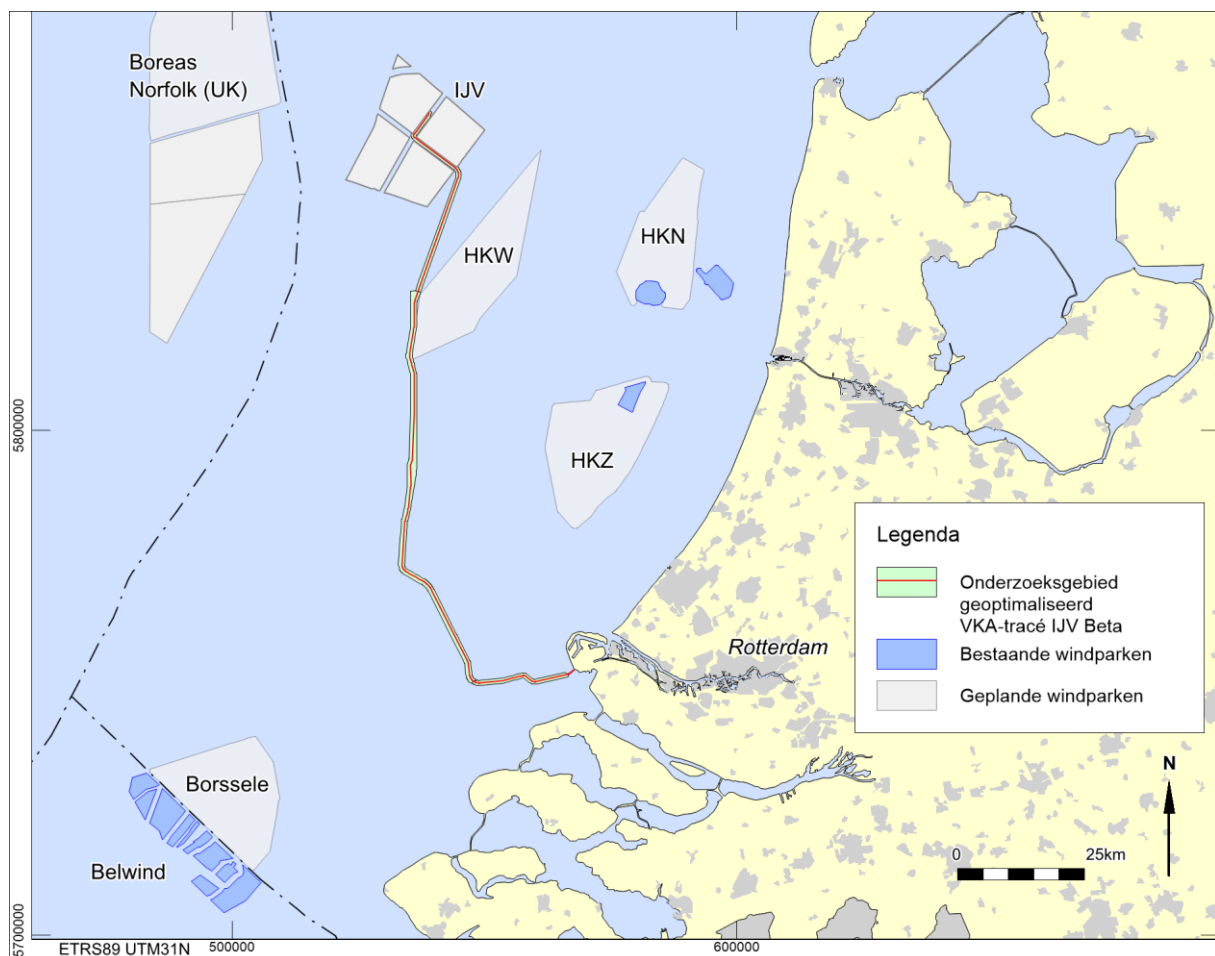 Boreas
Norfolk (UK)
IJV
HKW
HKN
HKZ
5800000
Legenda
Onderzoeksgebied
geoptimaliseerd
VKA-tracé IJV Beta
Bestaande windparken
Geplande windparken
Rotterdam
Borssele
Belwind
N
0 25km
5700000
ETRS89 UTM31N
500000
600000